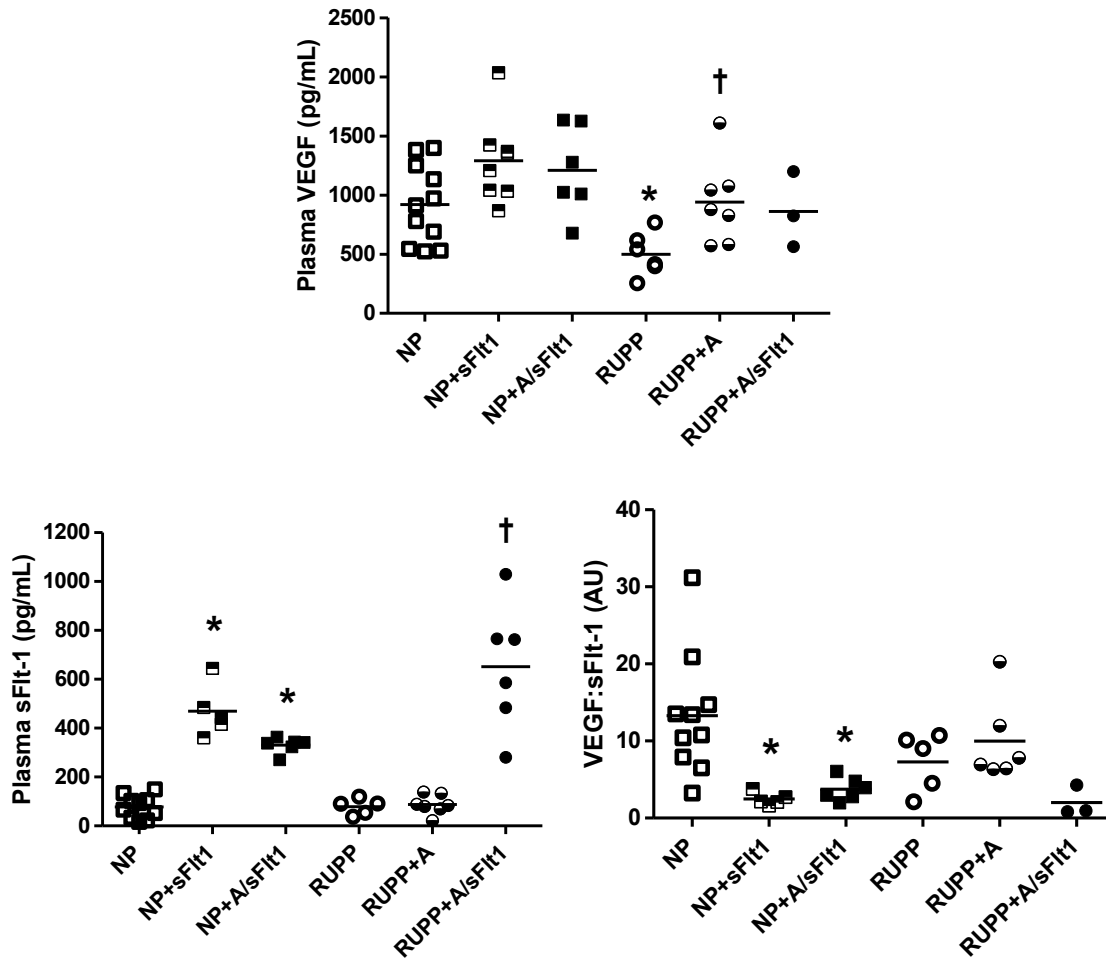 Plasma VEGF (pg/mL)
2500
2000
1500
1000
500
0
*
†
NP
NP+sFlt1
NP+A/sFlt1
RUPP
RUPP+A
RUPP+A/sFlt1
Plasma sFlt-1 (pg/mL)
1200
1000
800
600
400
200
0
*
*
†
NP
NP+sFlt1
NP+A/sFlt1
RUPP
RUPP+A
RUPP+A/sFlt1
VEGF:sFlt-1 (AU)
40
30
20
10
0
*
*
NP
NP+sFlt1
NP+A/sFlt1
RUPP
RUPP+A
RUPP+A/sFlt1